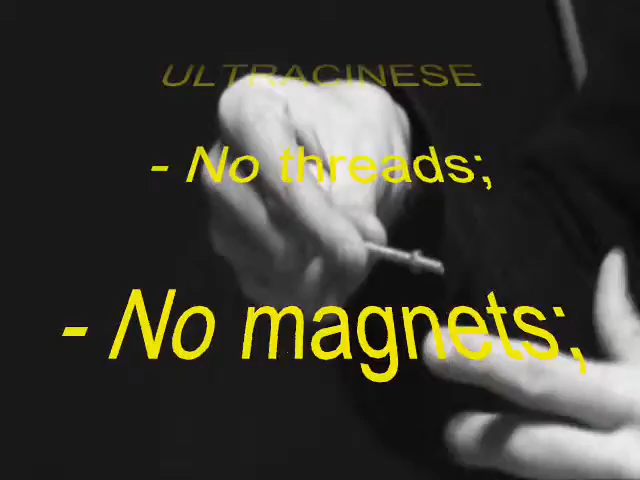 ULTRACINESE
- No threads;
- No magnets;